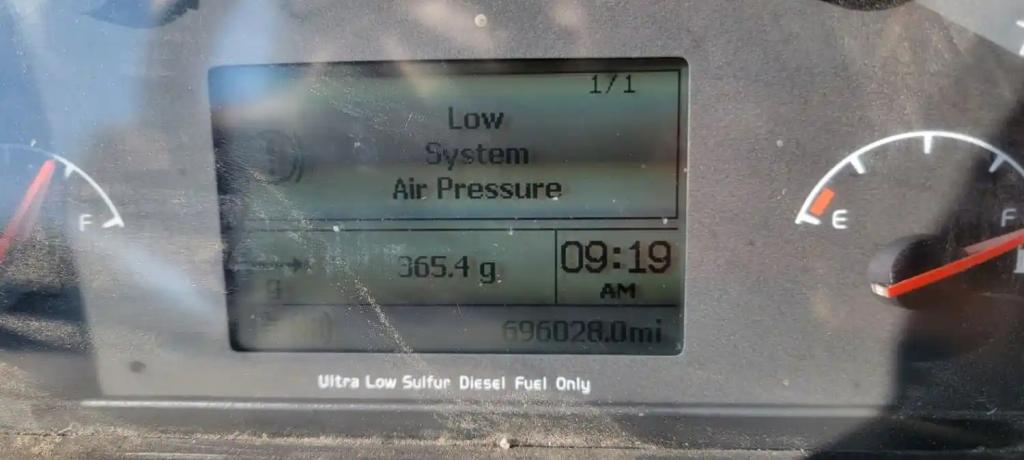 1/1
Low
System
Air Pressure
365.4 g
09:19
AM
g
696028.0mi
F
E
F
Ultra Low Sulfur Diesel Fuel Only